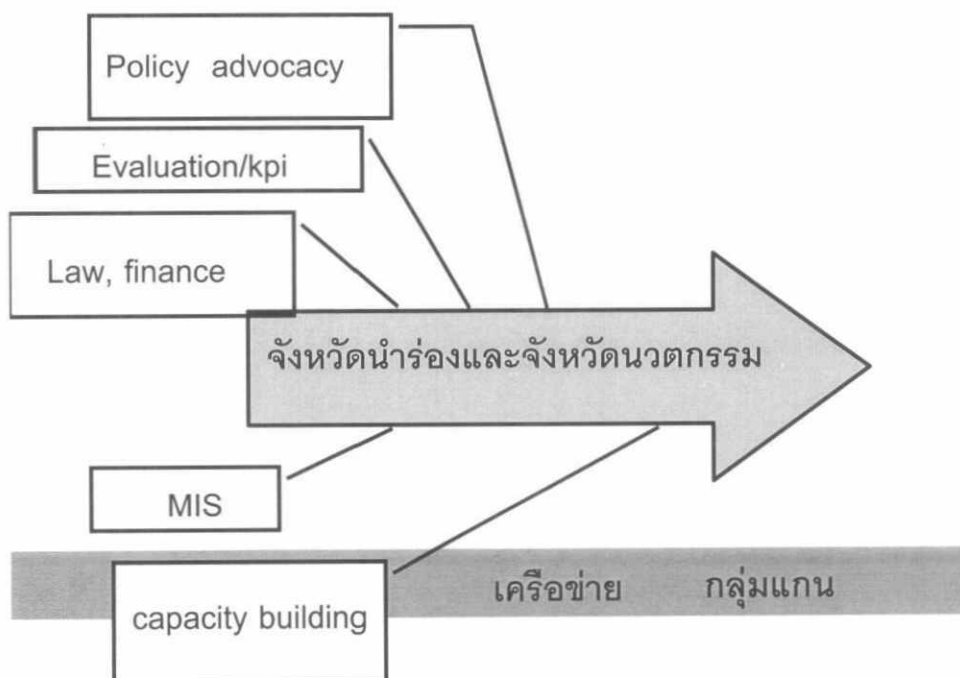 Policy advocacy
Evaluation/kpi
Law, finance
จังหวัดนำร่องและจังหวัดนวตกรรม
MIS
เครือข่าย กลุ่มแกน
capacity building